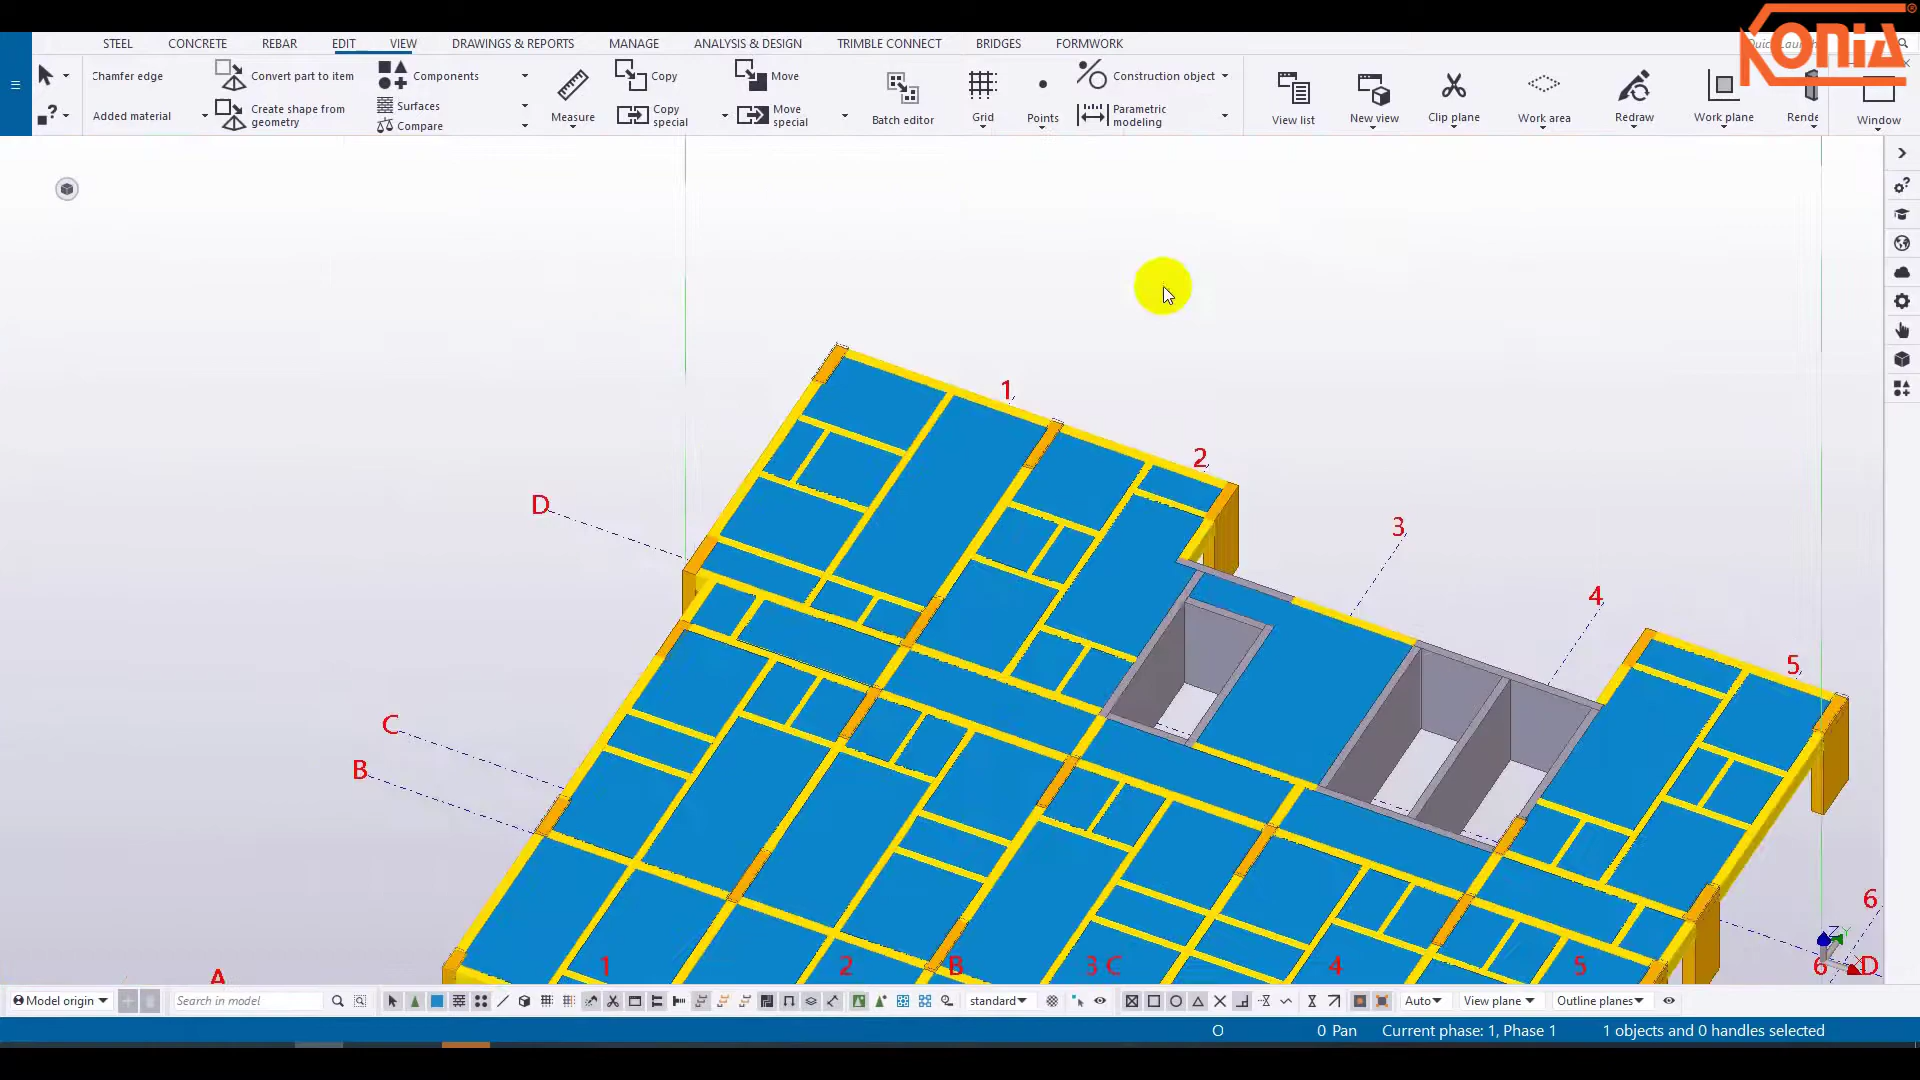 KONIA
STEEL CONCRETE REBAR EDIT VIEW DRAWINGS & REPORTS MANAGE ANALYSIS & DESIGN TRIMBLE CONNECT BRIDGES FORMWORK
Chamfer edge
Added material
Convert part to item
Create shape from
geometry
Components
Surfaces
Compare
Measure
Copy
Copy
special
Move
Move
special
Batch editor
Grid
Points
Construction object
Parametric
modeling
View list
New view
Clip plane
Work area
Redraw
Work plane
Rende
Window
1
2
D
3
4
5
C
B
6
A
1
2
B
3 C
4
5
6
D
Z
Model origin
Search in model
standard
Auto
View plane
Outline planes
O
0 Pan
Current phase: 1, Phase 1
1 objects and 0 handles selected